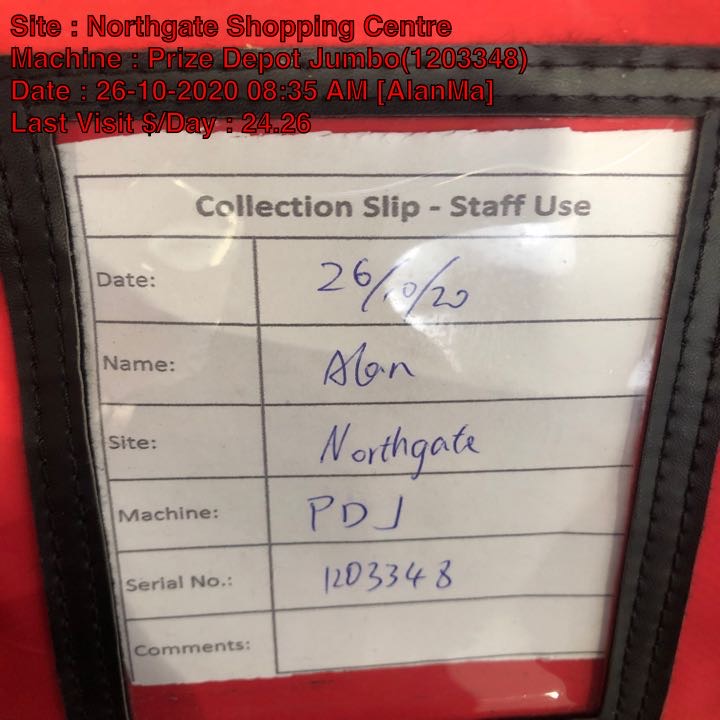 Site : Northgate Shopping Centre
Machine : Prize Depot Jumbo(1203348)
Date : 26-10-2020 08:35 AM [AlanMa]
Last Visit $/Day : 24.26
Collection Slip - Staff Use
Date: 26/10/20
Name: Alan
Site: Northgate
Machine: PDJ
Serial No.: 1203348
Comments: